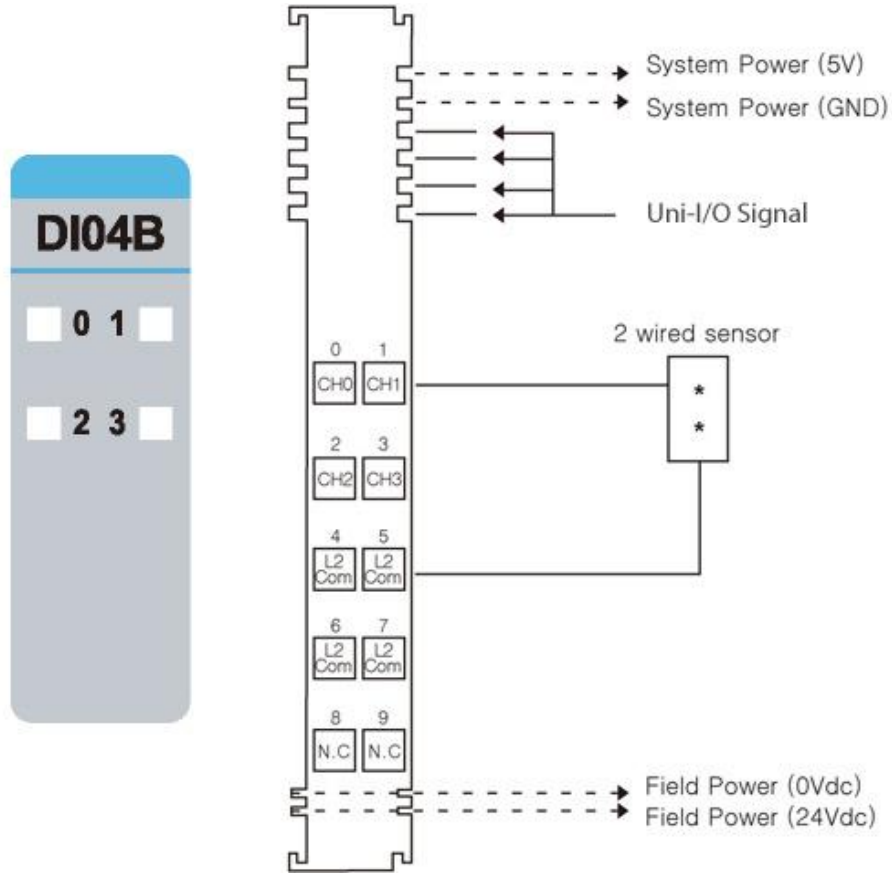 System Power (5V)
System Power (GND)
Uni-I/O Signal
DI04B
0 1
2 3
2 wired sensor
* 
*
0 1
CH0 CH1
2 3
CH2 CH3
4 5
L2 L2
Com Com
6 7
L2 L2
Com Com
8 9
N.C N.C
Field Power (0Vdc)
Field Power (24Vdc)